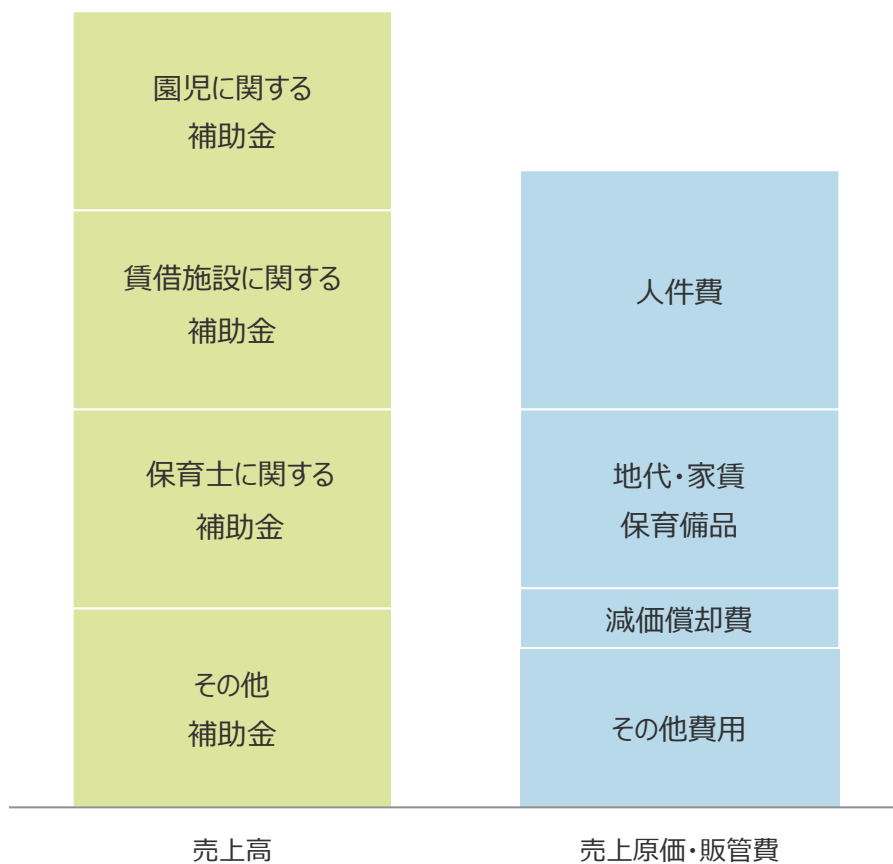 園児に関する
補助金
賃借施設に関する
補助金
保育士に関する
補助金
その他
補助金
売上高
人件費
地代・家賃
保育備品
減価償却費
その他費用
売上原価・販管費